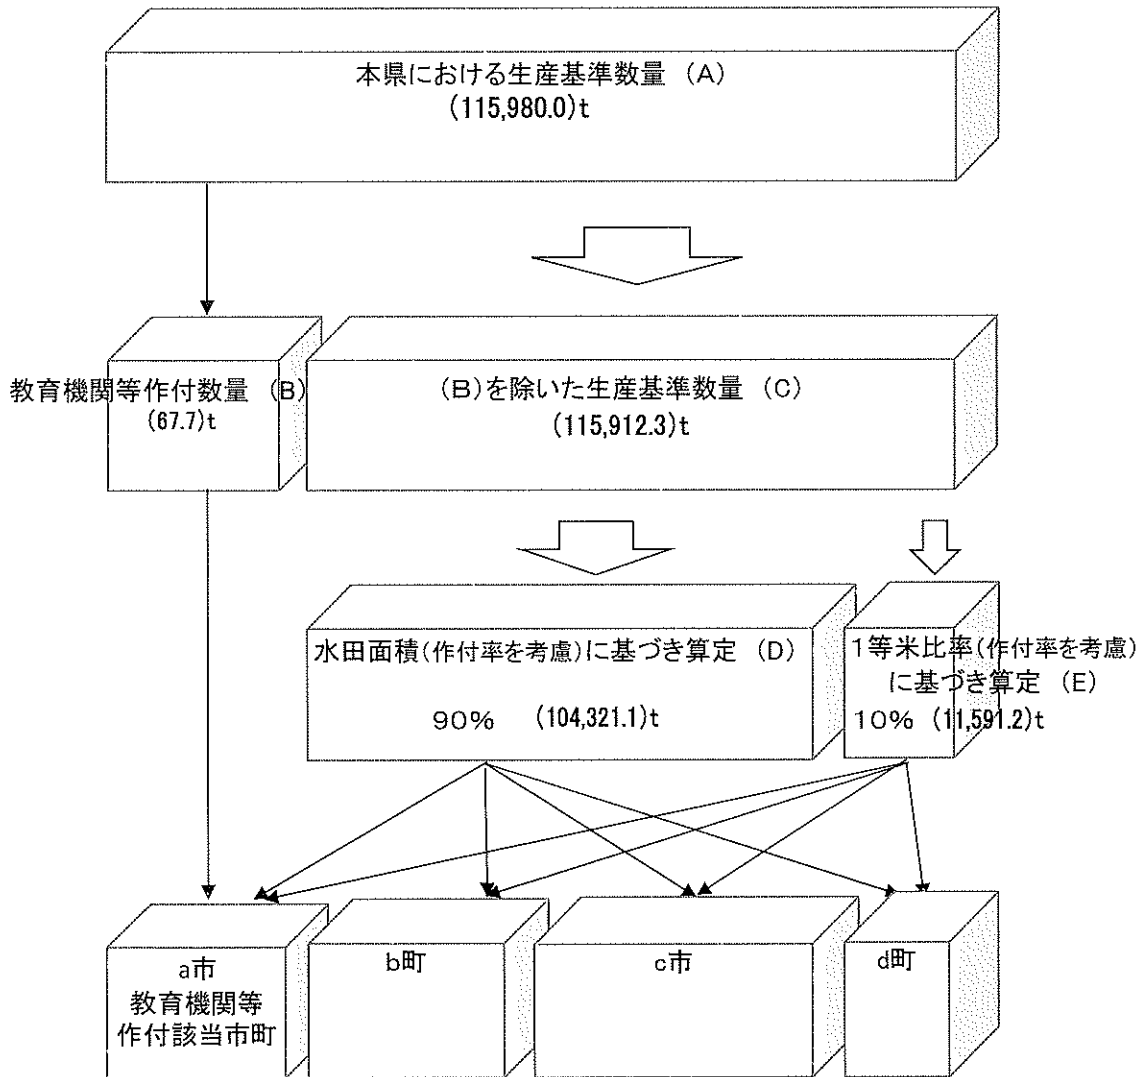 本県における生産基準数量 （A）
(115,980.0)t
教育機関等作付数量 （B）
(67.7)t
（B）を除いた生産基準数量 （C）
(115,912.3)t
水田面積(作付率を考慮)に基づき算定 （D）
90% (104,321.1)t
1等米比率(作付率を考慮)
に基づき算定 （E）
10% (11,591.2)t
a市
教育機関等
作付該当市町
b町
c市
d町